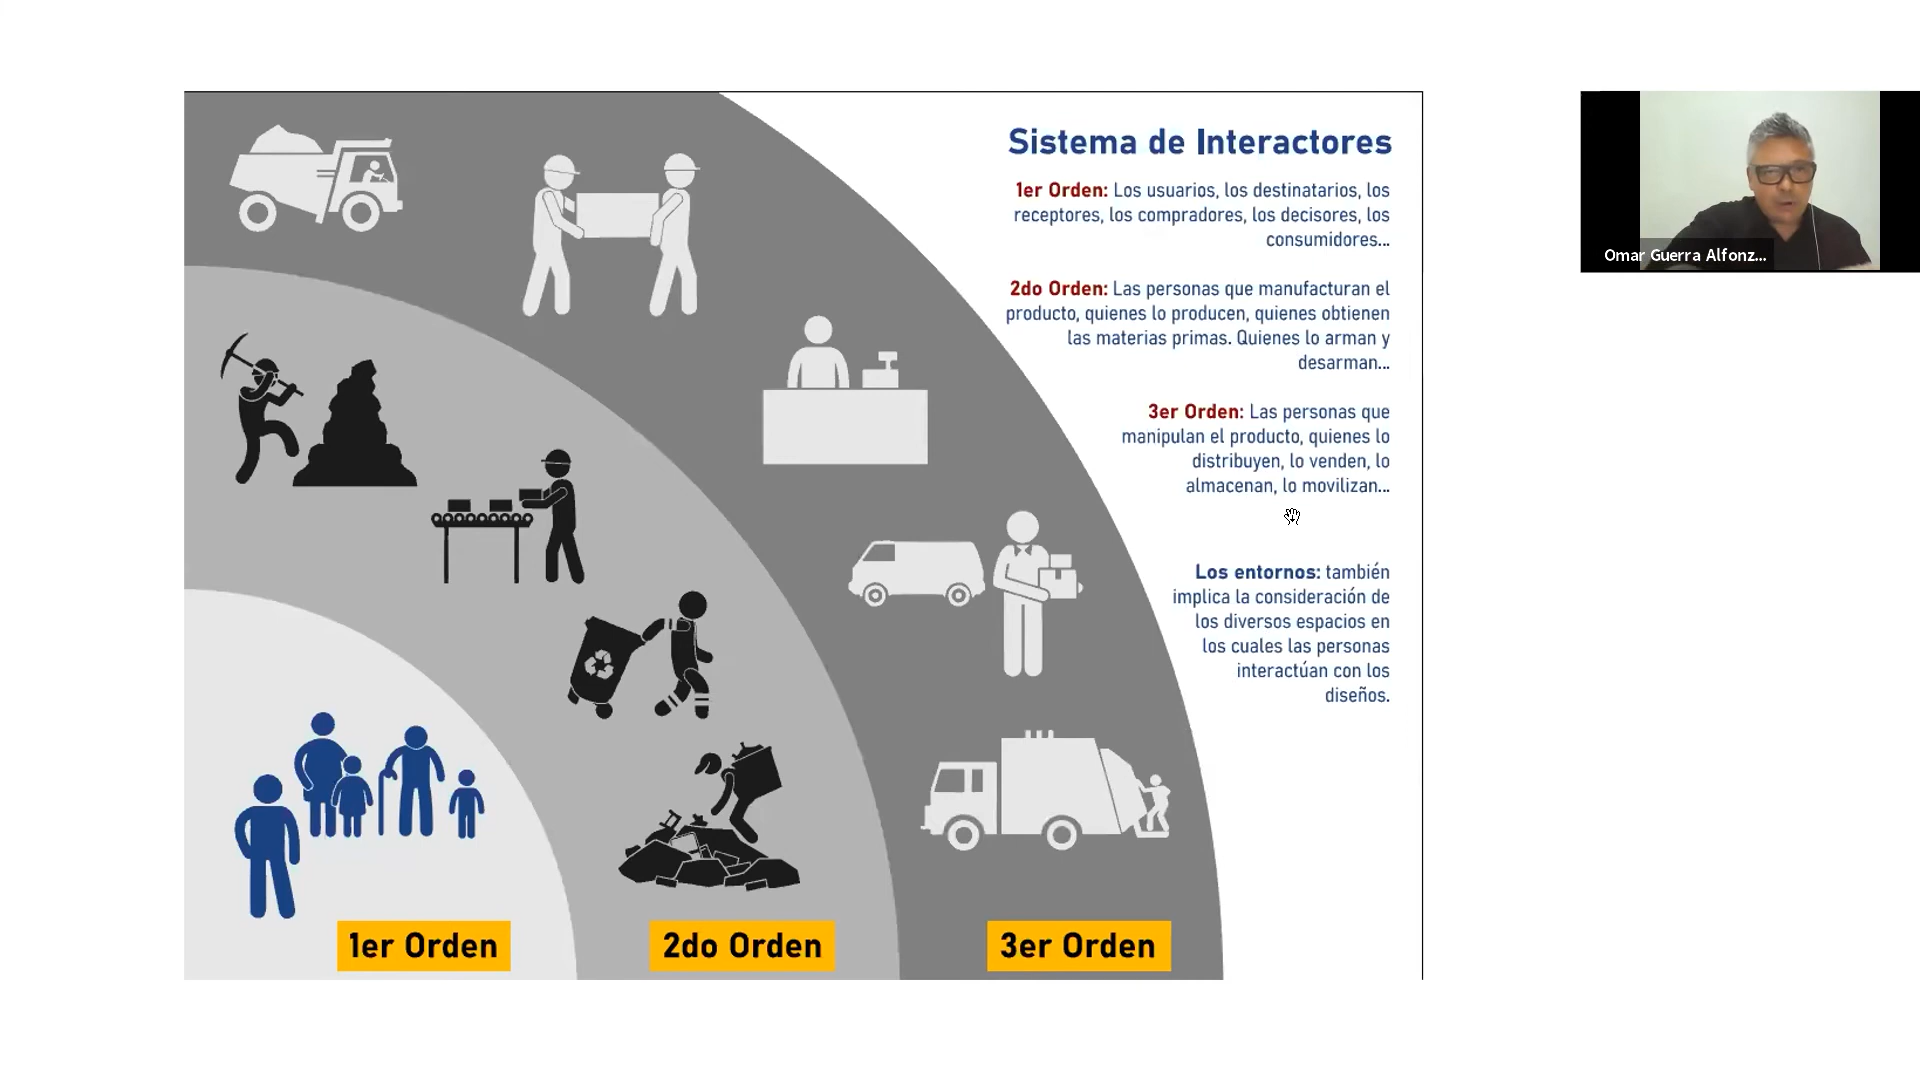 Sistema de Interactores
1er Orden: Los usuarios, los destinatarios, los
receptores, los compradores, los decisores, los
consumidores...
2do Orden: Las personas que manufacturan el
producto, quienes lo producen, quienes obtienen
las materias primas. Quienes lo arman y
desarman...
3er Orden: Las personas que
manipulan el producto, quienes lo
distribuyen, lo venden, lo
almacenan, lo movilizan...
Los entornos: también
implica la consideración de
los diversos espacios en
los cuales las personas
interactúan con los
diseños.
1er Orden
2do Orden
3er Orden
Omar Guerra Alfonz...